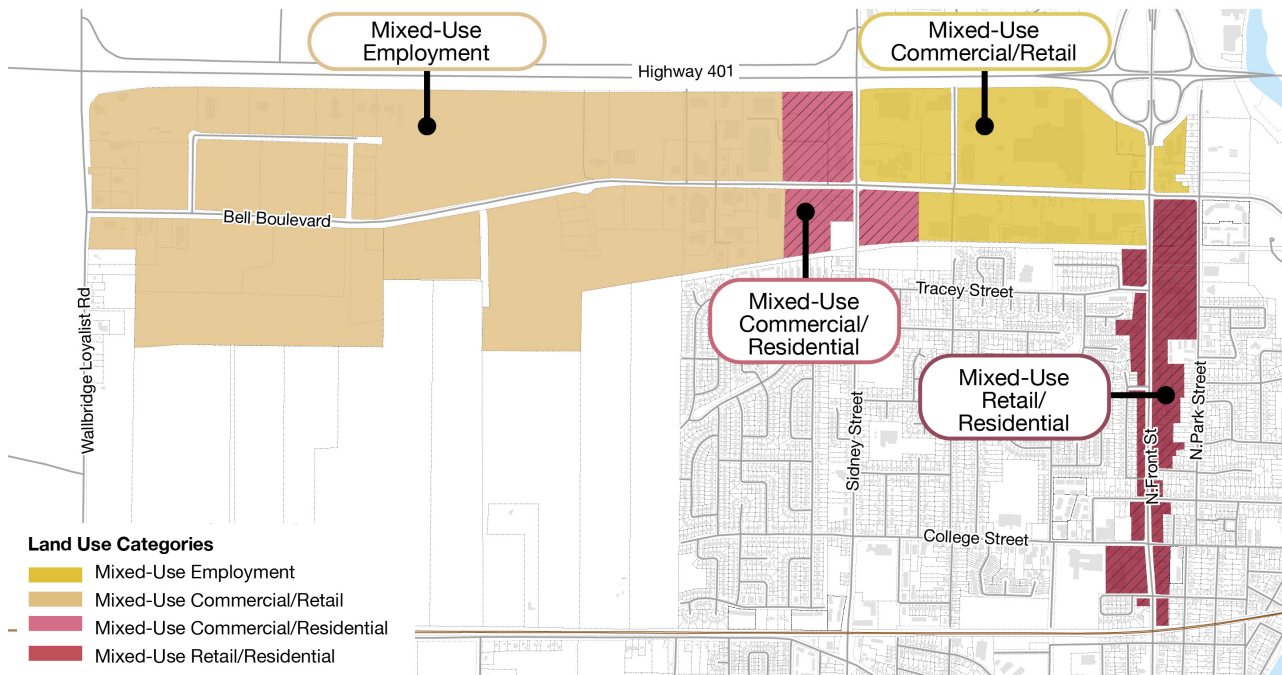 Mixed-Use
Employment
Mixed-Use
Commercial/Retail
Highway 401
Bell Boulevard
Wallbridge Loyalist Rd
Tracey Street
Mixed-Use
Commercial/
Residential
Mixed-Use
Retail/
Residential
Sidney Street
N.Front St
N.Park Street
College Street
Land Use Categories
Mixed-Use Employment
Mixed-Use Commercial/Retail
Mixed-Use Commercial/Residential
Mixed-Use Retail/Residential